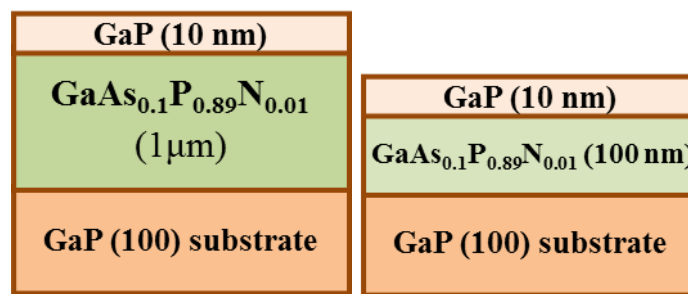 GaP (10 nm)
GaAs₀.₁P₀.₈₉N₀.₀₁
(1μm)
GaP (100) substrate
GaP (10 nm)
GaAs₀.₁P₀.₈₉N₀.₀₁ (100 nm)
GaP (100) substrate